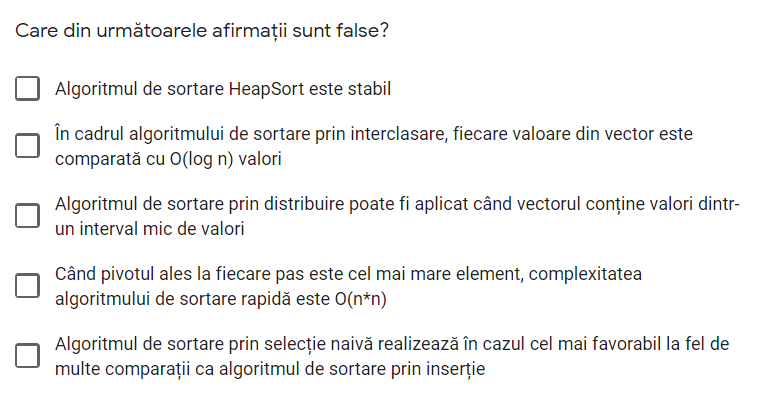 Care din următoarele afirmații sunt false?
Algoritmul de sortare HeapSort este stabil
În cadrul algoritmului de sortare prin interclasare, fiecare valoare din vector este
comparată cu O(log n) valori
Algoritmul de sortare prin distribuire poate fi aplicat când vectorul conține valori dintr-
un interval mic de valori
Când pivotul ales la fiecare pas este cel mai mare element, complexitatea
algoritmului de sortare rapidă este O(n*n)
Algoritmul de sortare prin selecție naivă realizează în cazul cel mai favorabil la fel de
multe comparații ca algoritmul de sortare prin inserție